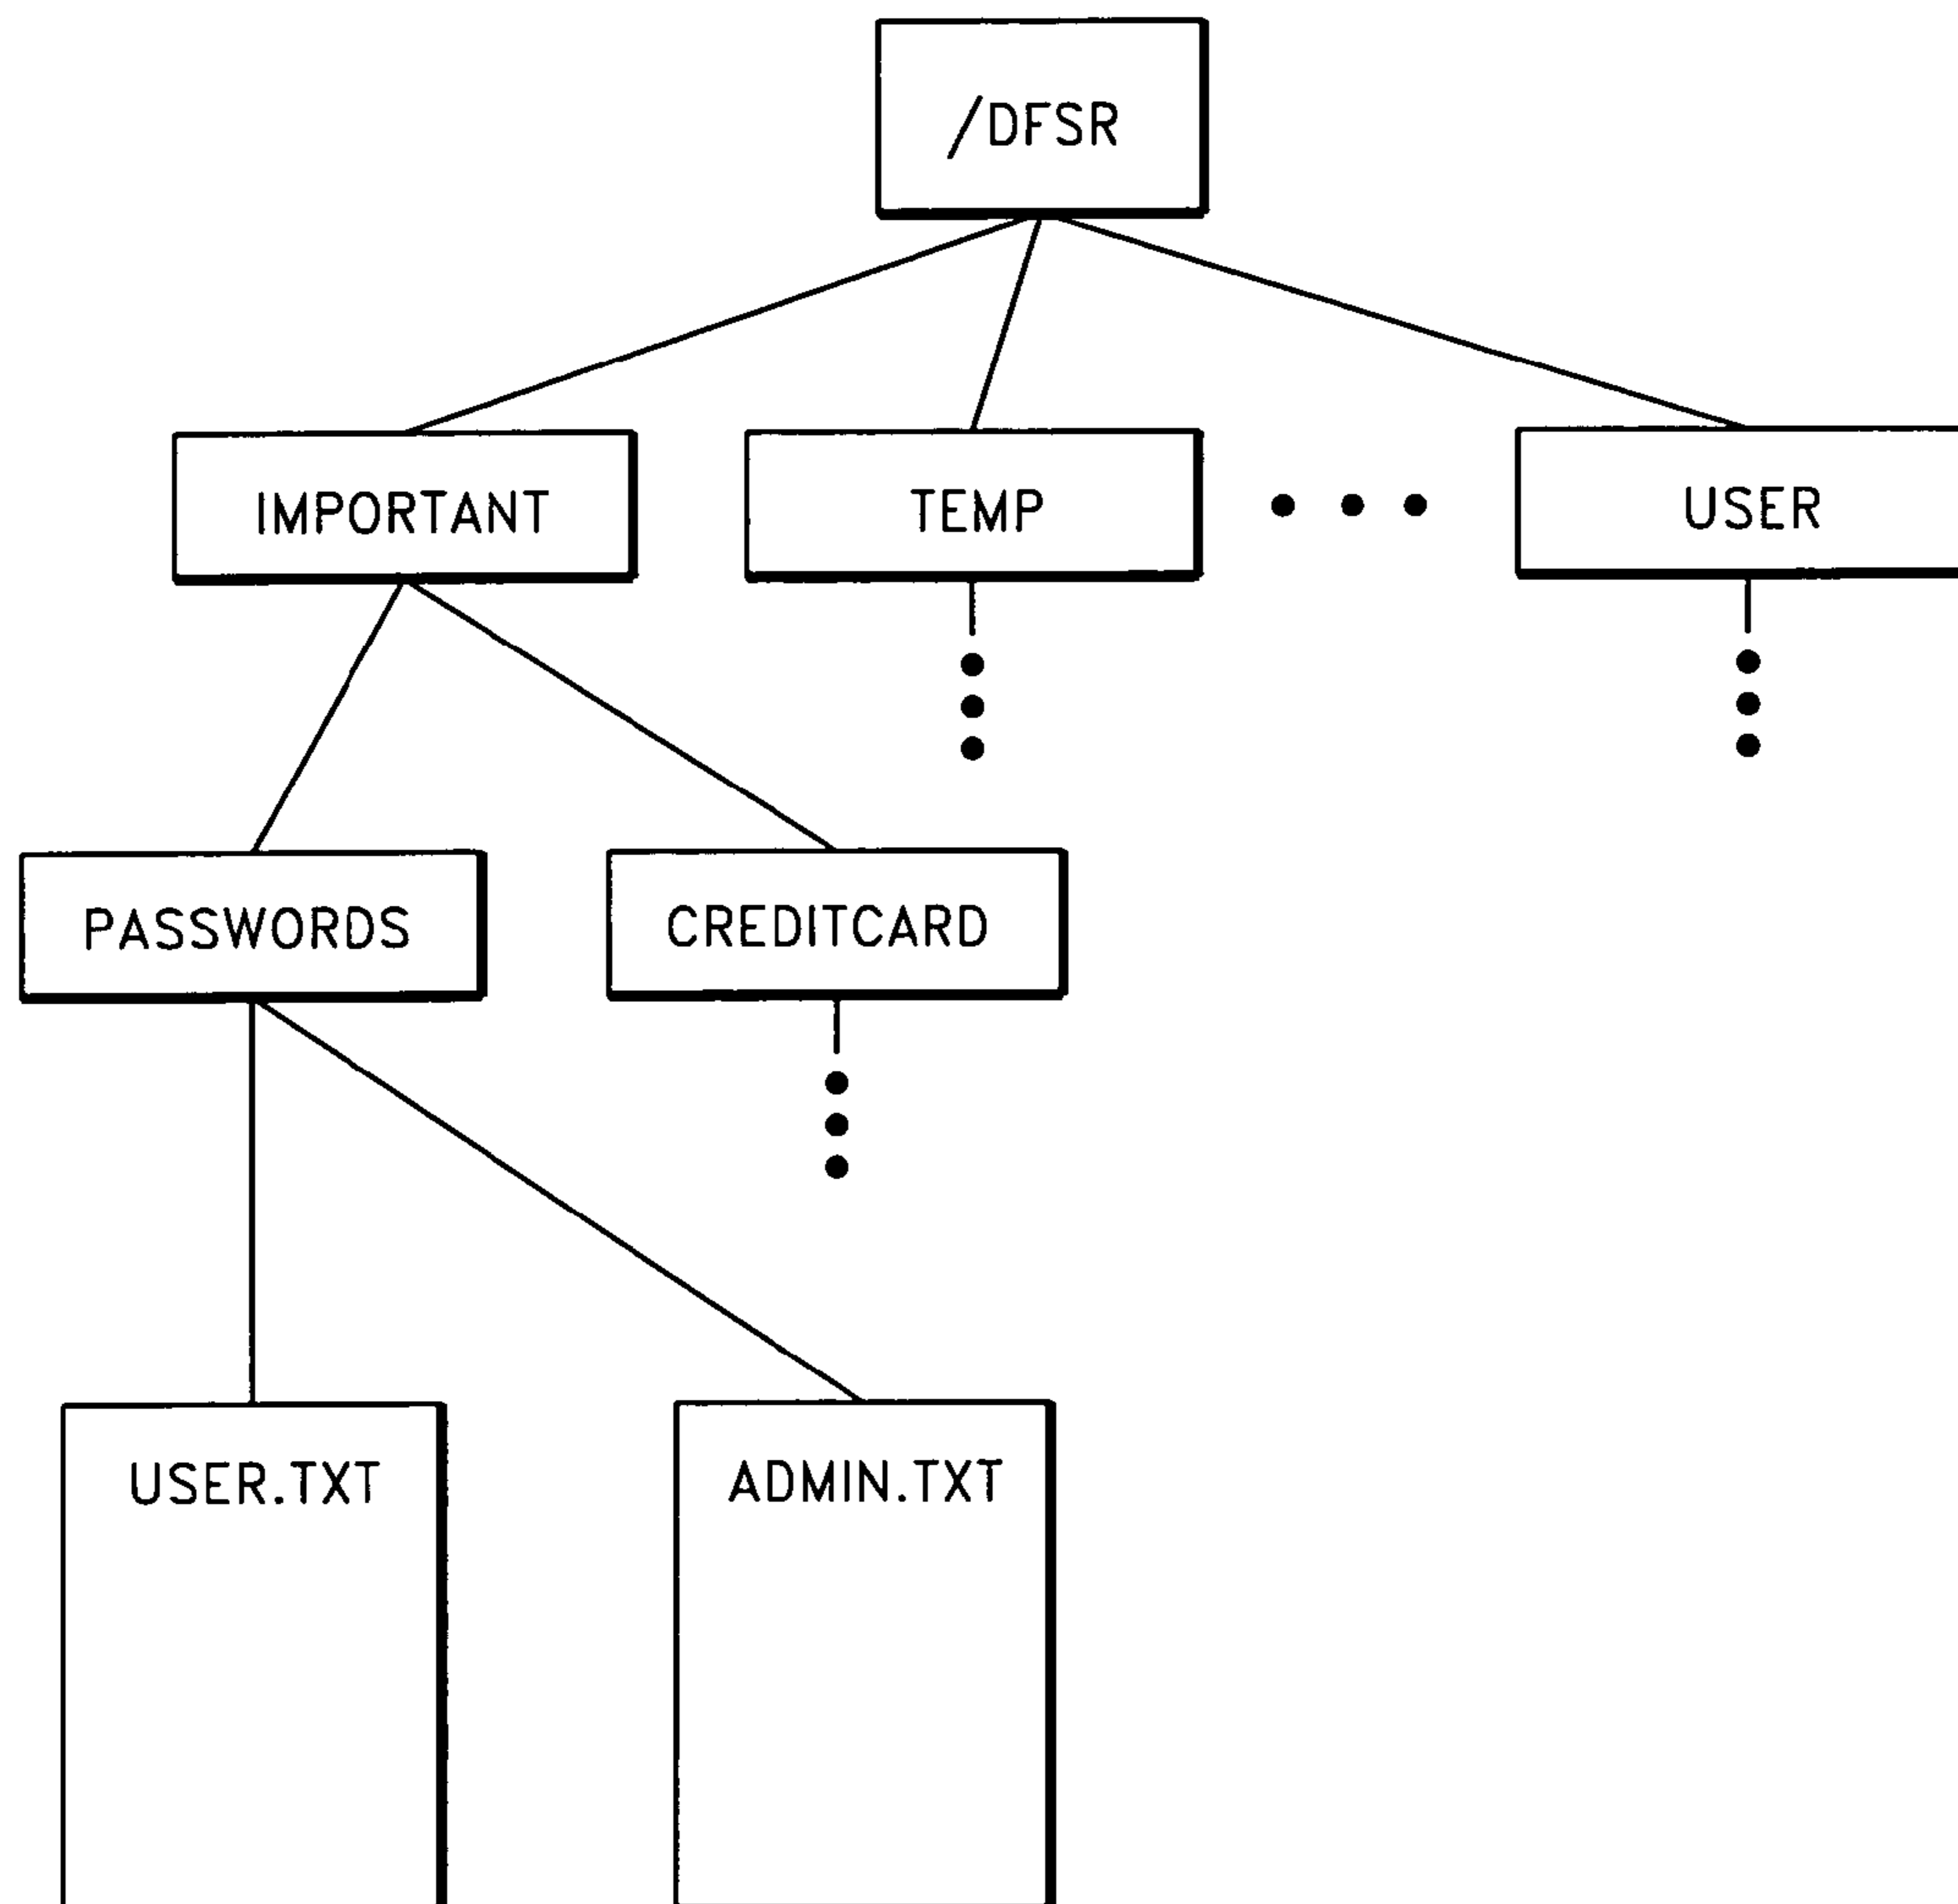 /DFSR
IMPORTANT
TEMP
USER
PASSWORDS
CREDITCARD
USER.TXT
ADMIN.TXT